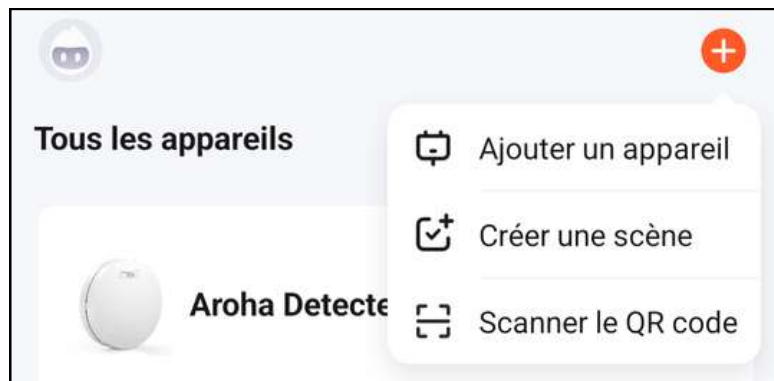 Tous les appareils
Ajouter un appareil
Créer une scène
Aroha Detecte
Scanner le QR code